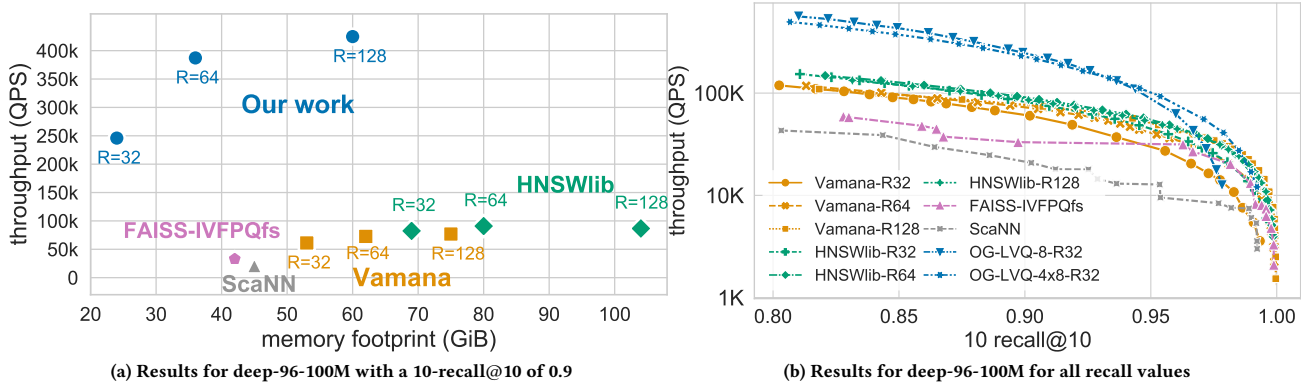 400k
350k
300k
250k
200k
150k
100k
50k
0
throughput (QPS)
R=128
R=64
Our work
R=32
HNSWlib
R=32
R=64
R=128
FAISS-IVFPQfs
R=32
R=64
R=128
ScaNN
Vamana
20 30 40 50 60 70 80 90 100
memory footprint (GiB)
(a) Results for deep-96-100M with a 10-recall@10 of 0.9
throughput (QPS)
100K
10K
1K
Vamana-R32
Vamana-R64
Vamana-R128
HNSWlib-R32
HNSWlib-R64
HNSWlib-R128
FAISS-IVFPQfs
ScaNN
OG-LVQ-8-R32
OG-LVQ-4x8-R32
0.80 0.85 0.90 0.95 1.00
10 recall@10
(b) Results for deep-96-100M for all recall values